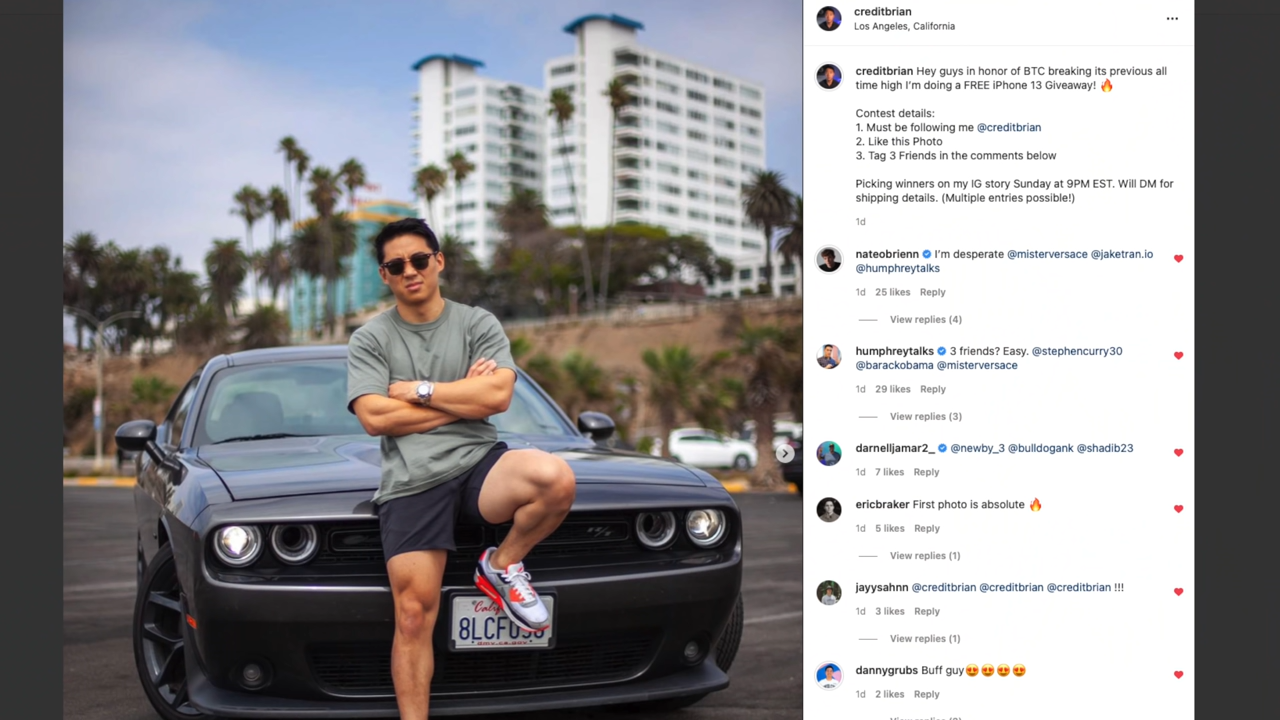 creditbrian
Los Angeles, California
creditbrian Hey guys in honor of BTC breaking its previous all
time high I'm doing a FREE iPhone 13 Giveaway! 🔥
Contest details:
1. Must be following me @creditbrian
2. Like this Photo
3. Tag 3 Friends in the comments below
Picking winners on my IG story Sunday at 9PM EST. Will DM for
shipping details. (Multiple entries possible!)
1d
nateobrienn I'm desperate @misterversace @jaketran.io
@humphreytalks
1d 25 likes Reply
View replies (4)
humphreytalks 3 friends? Easy. @stephencurry30
@barackobama @misterversace
1d 29 likes Reply
View replies (3)
darnelljamar2_ @newby_3 @bulldogank @shadib23
1d 7 likes Reply
ericbraker First photo is absolute 🔥
1d 5 likes Reply
View replies (1)
jayysahnn @creditbrian @creditbrian @creditbrian !!!
1d 3 likes Reply
View replies (1)
dannygrubs Buff guy😍😍😍😍
1d 2 likes Reply